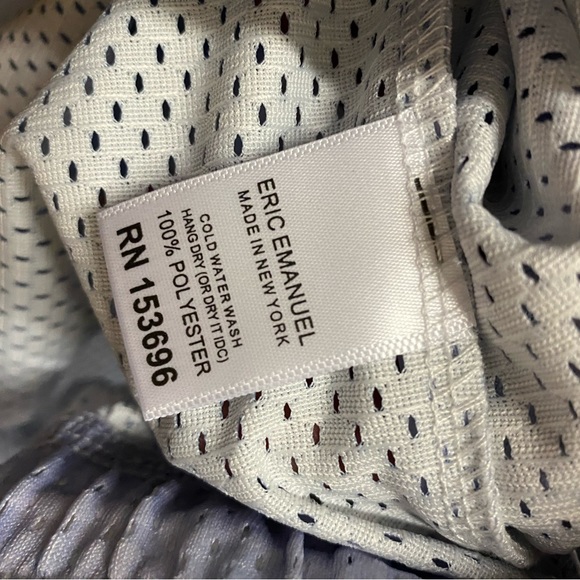 ERIC EMANUEL
MADE IN NEW YORK
COLD WATER WASH
HANG DRY (OR DRY IT IDC)
100% POLYESTER
RN 153696